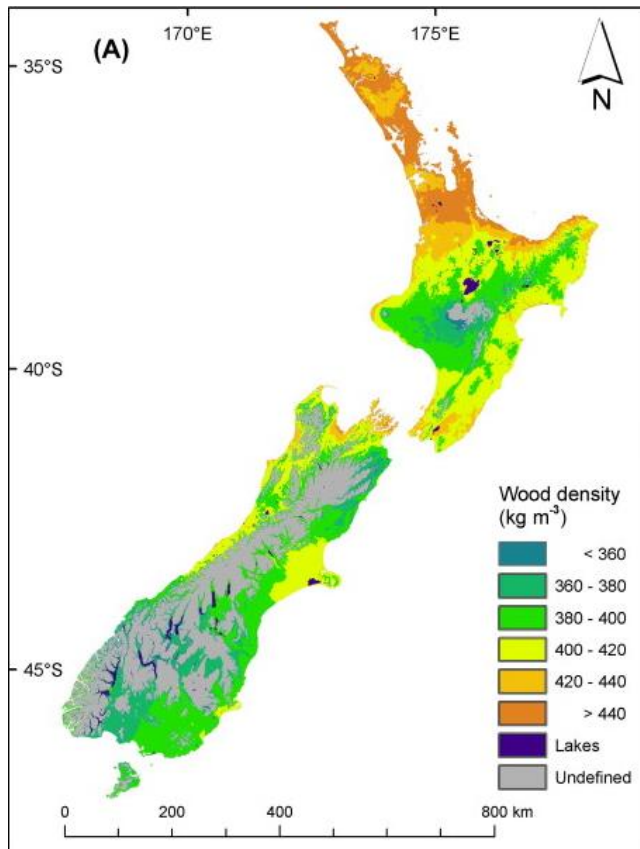 170°E 175°E
(A)
35°S
N
40°S
Wood density
(kg m⁻³)
< 360
360 - 380
380 - 400
400 - 420
420 - 440
> 440
45°S
Lakes
Undefined
0 200 400 800 km